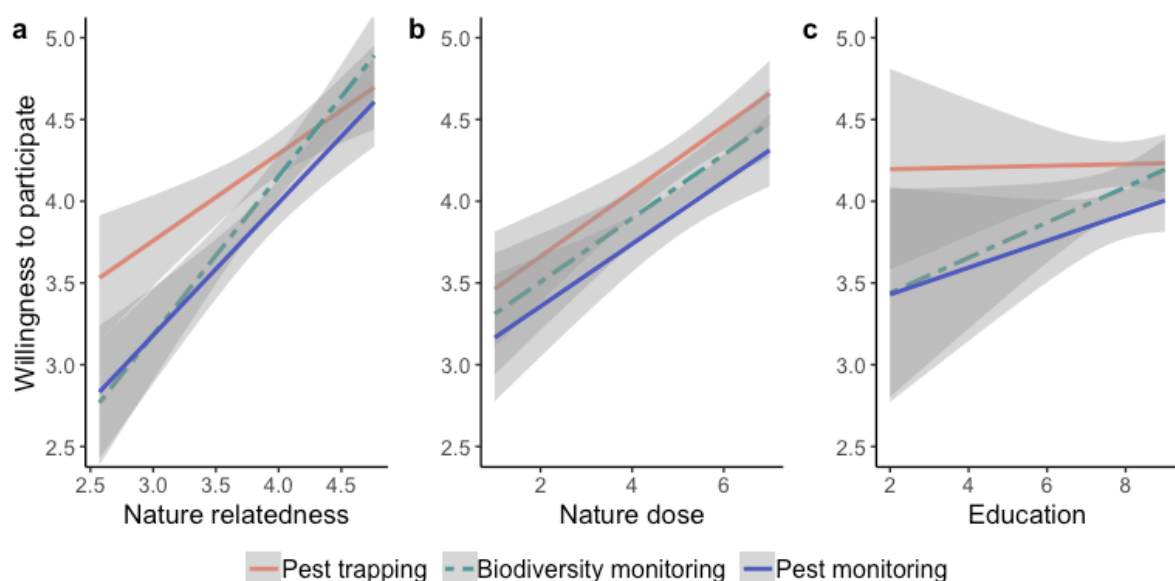 a
b
c
Willingness to participate
5.0
4.5
4.0
3.5
3.0
2.5
2.5 3.0 3.5 4.0 4.5
Nature relatedness
5.0
4.5
4.0
3.5
3.0
2.5
2 4 6
Nature dose
5.0
4.5
4.0
3.5
3.0
2.5
2 4 6 8
Education
Pest trapping Biodiversity monitoring Pest monitoring